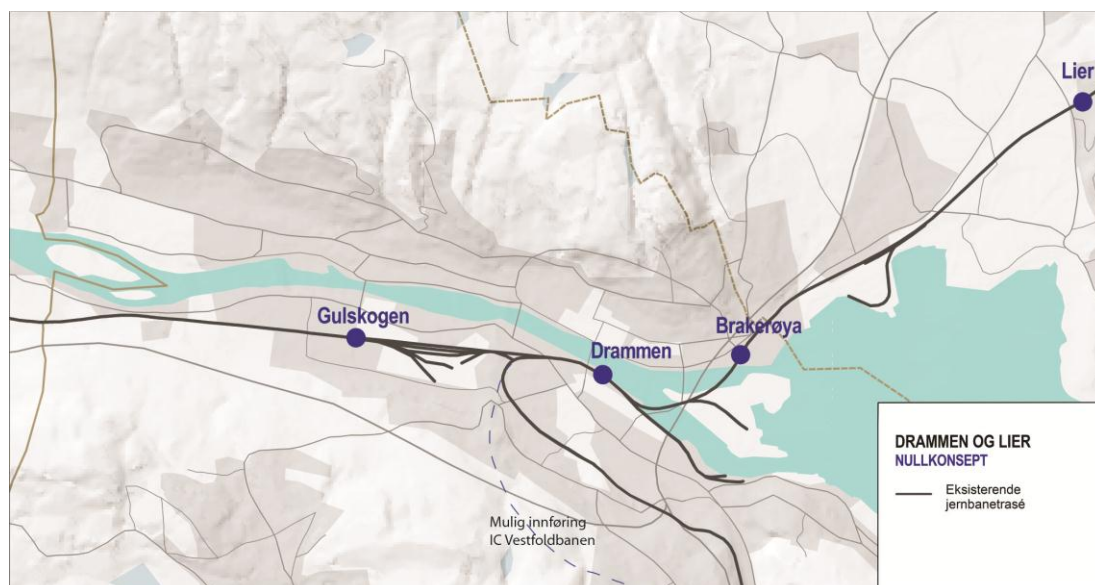 Lier
Gulskogen
Drammen
Brakerøya
Mulig innføring
IC Vestfoldbanen
DRAMMEN OG LIER
NULLKONSEPT
Eksisterende
jernbanetrasé